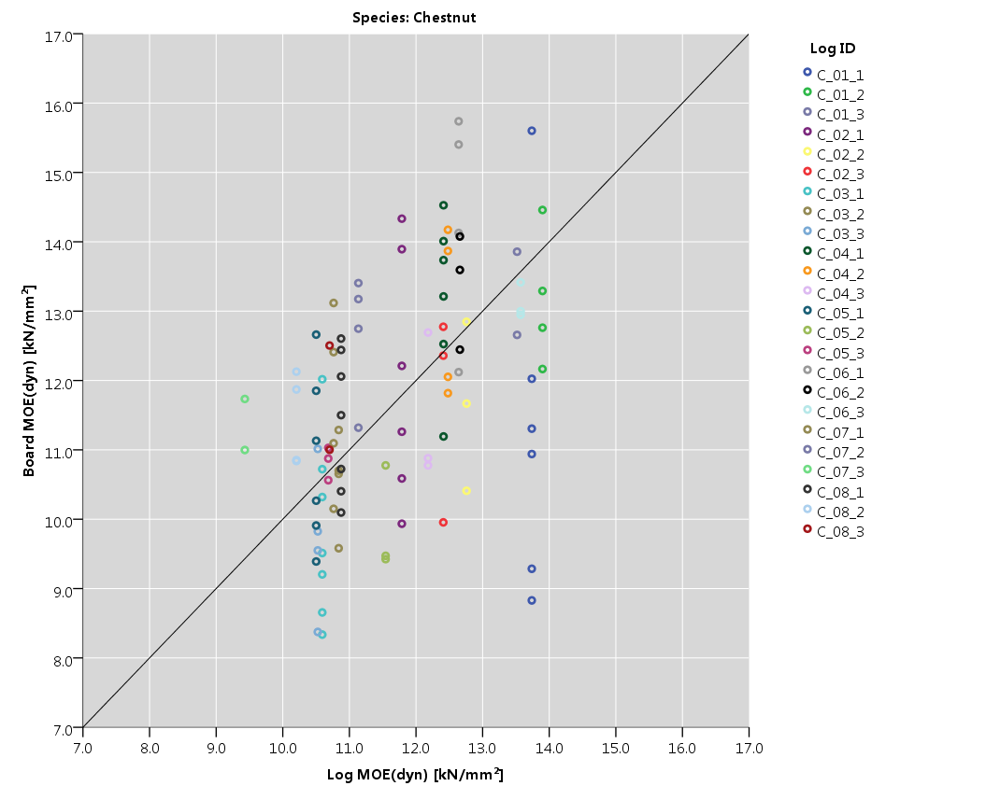 Species: Chestnut
17.0
16.0
15.0
14.0
13.0
12.0
11.0
10.0
9.0
8.0
7.0
Board MOE(dyn) [kN/mm²]
7.0 8.0 9.0 10.0 11.0 12.0 13.0 14.0 15.0 16.0 17.0
Log MOE(dyn) [kN/mm²]
Log ID
C_01_1
C_01_2
C_01_3
C_02_1
C_02_2
C_02_3
C_03_1
C_03_2
C_03_3
C_04_1
C_04_2
C_04_3
C_05_1
C_05_2
C_05_3
C_06_1
C_06_2
C_06_3
C_07_1
C_07_2
C_07_3
C_08_1
C_08_2
C_08_3